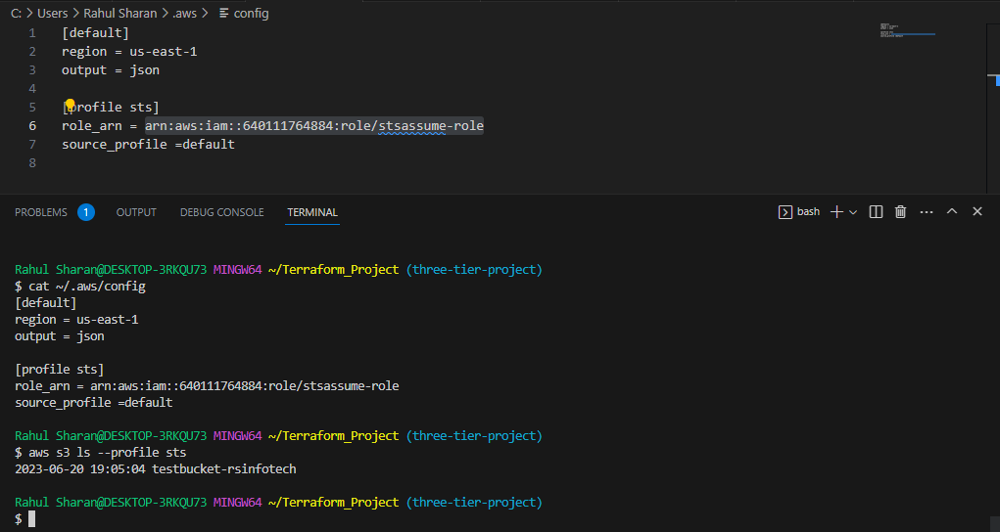 C: > Users > Rahul Sharan > .aws > config
1 [default]
2 region = us-east-1
3 output = json
4
5 [profile sts]
6 role_arn = arn:aws:iam::640111764884:role/stsassume-role
7 source_profile =default
8
PROBLEMS 1 OUTPUT DEBUG CONSOLE TERMINAL bash
Rahul Sharan@DESKTOP-3RKQU73 MINGW64 ~/Terraform_Project (three-tier-project)
$ cat ~/.aws/config
[default]
region = us-east-1
output = json
[profile sts]
role_arn = arn:aws:iam::640111764884:role/stsassume-role
source_profile =default
Rahul Sharan@DESKTOP-3RKQU73 MINGW64 ~/Terraform_Project (three-tier-project)
$ aws s3 ls --profile sts
2023-06-20 19:05:04 testbucket-rsinfotech
Rahul Sharan@DESKTOP-3RKQU73 MINGW64 ~/Terraform_Project (three-tier-project)
$